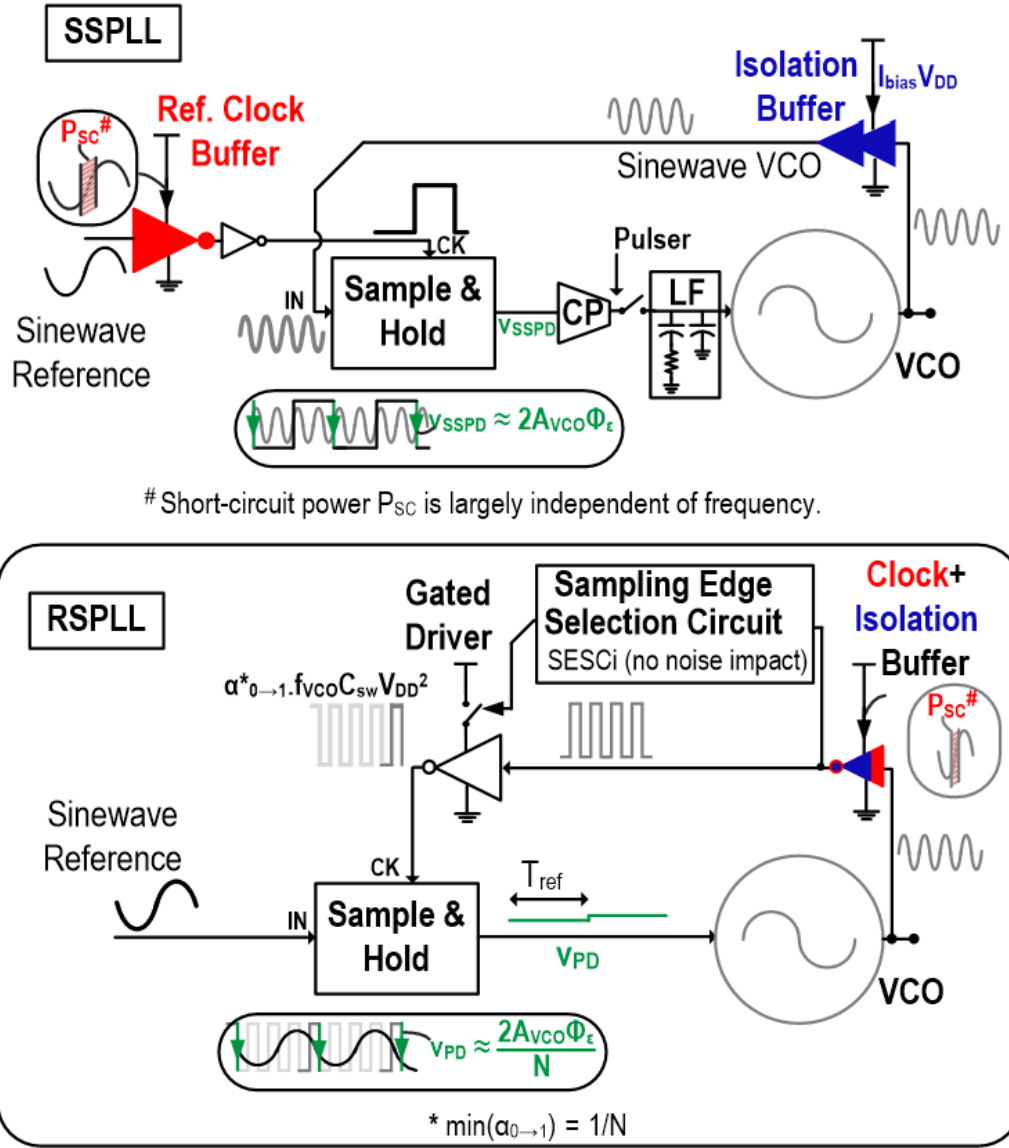 SSPLL
Isolation
Buffer
IbiasVDD
Ref. Clock
Buffer
PSC#
Sinewave VCO
Pulser
CK
Sample &
Hold
IN
VSSPD
CP
LF
VCO
Sinewave
Reference
vSSPD ≈ 2AVCOΦε
# Short-circuit power PSC is largely independent of frequency.
RSPLL
Gated
Driver
Sampling Edge
Selection Circuit
SESCi (no noise impact)
Clock+
Isolation
Buffer
PSC#
α*0→1.fVCOCswVDD²
Sinewave
Reference
CK
IN
Sample &
Hold
Tref
VPD
VCO
vPD ≈ 2AVCOΦε
N
* min(α0→1) = 1/N